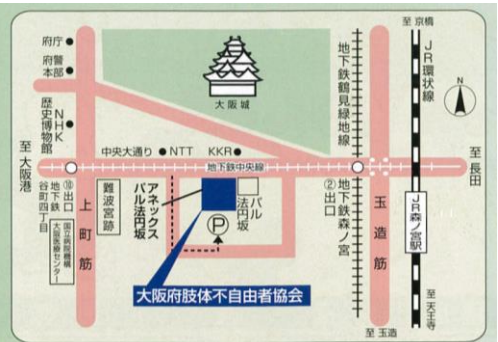 至 京橋
府庁
府警
本部
NHK
歴史博物館
大阪城
地下鉄鶴見緑地線
JR環状線
N
中央大通り
NTT
KKR
至 大阪港
地下鉄中央線
至 長田
⑩出口
地下鉄
谷町四丁目
国立病院機構
大阪医療センター
上町筋
難波宮跡
アネックス
パル法円坂
パル
法円坂
P
②出口
地下鉄森ノ宮
玉造筋
JR森ノ宮駅
大阪府肢体不自由者協会
至 玉造
至 天王寺